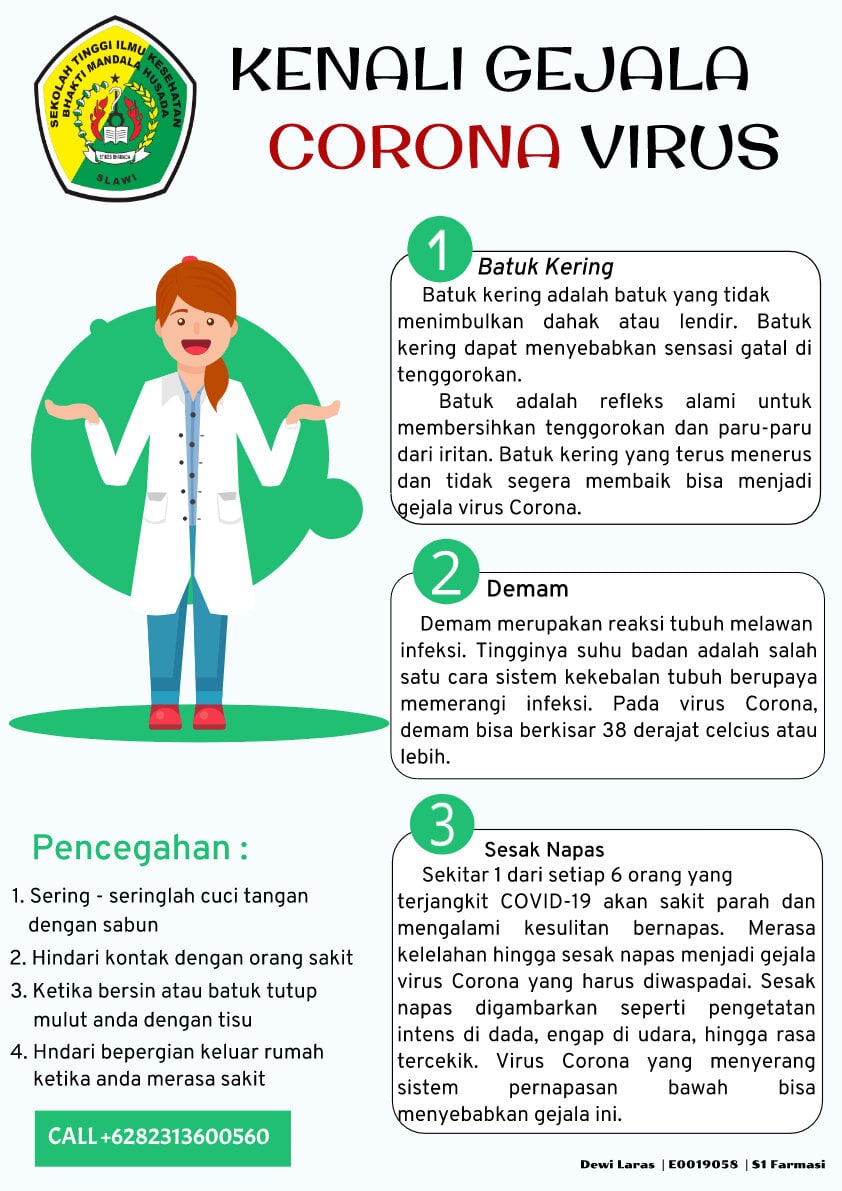 SEKOLAH TINGGI ILMU KESEHATAN
BHAKTI MANDALA HUSADA
SLAWI
KENALI GEJALA
CORONA VIRUS
1
Batuk Kering
Batuk kering adalah batuk yang tidak
menimbulkan dahak atau lendir. Batuk
kering dapat menyebabkan sensasi gatal di
tenggorokan.
Batuk adalah refleks alami untuk
membersihkan tenggorokan dan paru-paru
dari iritan. Batuk kering yang terus menerus
dan tidak segera membaik bisa menjadi
gejala virus Corona.
2
Demam
Demam merupakan reaksi tubuh melawan
infeksi. Tingginya suhu badan adalah salah
satu cara sistem kekebalan tubuh berupaya
memerangi infeksi. Pada virus Corona,
demam bisa berkisar 38 derajat celcius atau
lebih.
3
Sesak Napas
Sekitar 1 dari setiap 6 orang yang
terjangkit COVID-19 akan sakit parah dan
mengalami kesulitan bernapas. Merasa
kelelahan hingga sesak napas menjadi gejala
virus Corona yang harus diwaspadai. Sesak
napas digambarkan seperti pengetatan
intens di dada, engap di udara, hingga rasa
tercekik. Virus Corona yang menyerang
sistem pernapasan bawah bisa
menyebabkan gejala ini.
Pencegahan :
1. Sering - seringlah cuci tangan
dengan sabun
2. Hindari kontak dengan orang sakit
3. Ketika bersin atau batuk tutup
mulut anda dengan tisu
4. Hndari bepergian keluar rumah
ketika anda merasa sakit
CALL +6282313600560
Dewi Laras | E0019058 | S1 Farmasi